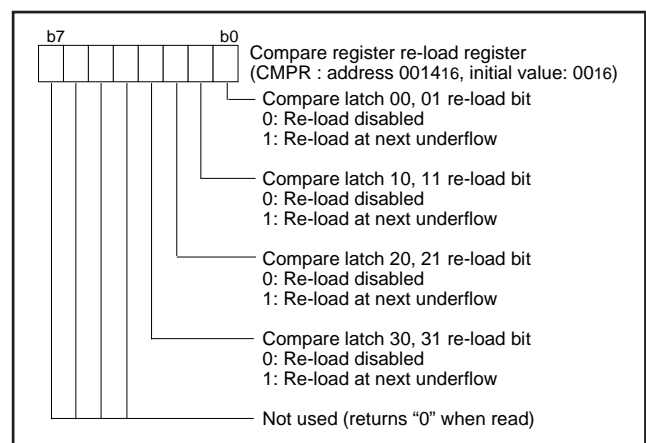 b7 b0
Compare register re-load register
(CMPR : address 001416, initial value: 0016)
Compare latch 00, 01 re-load bit
0: Re-load disabled
1: Re-load at next underflow
Compare latch 10, 11 re-load bit
0: Re-load disabled
1: Re-load at next underflow
Compare latch 20, 21 re-load bit
0: Re-load disabled
1: Re-load at next underflow
Compare latch 30, 31 re-load bit
0: Re-load disabled
1: Re-load at next underflow
Not used (returns “0” when read)